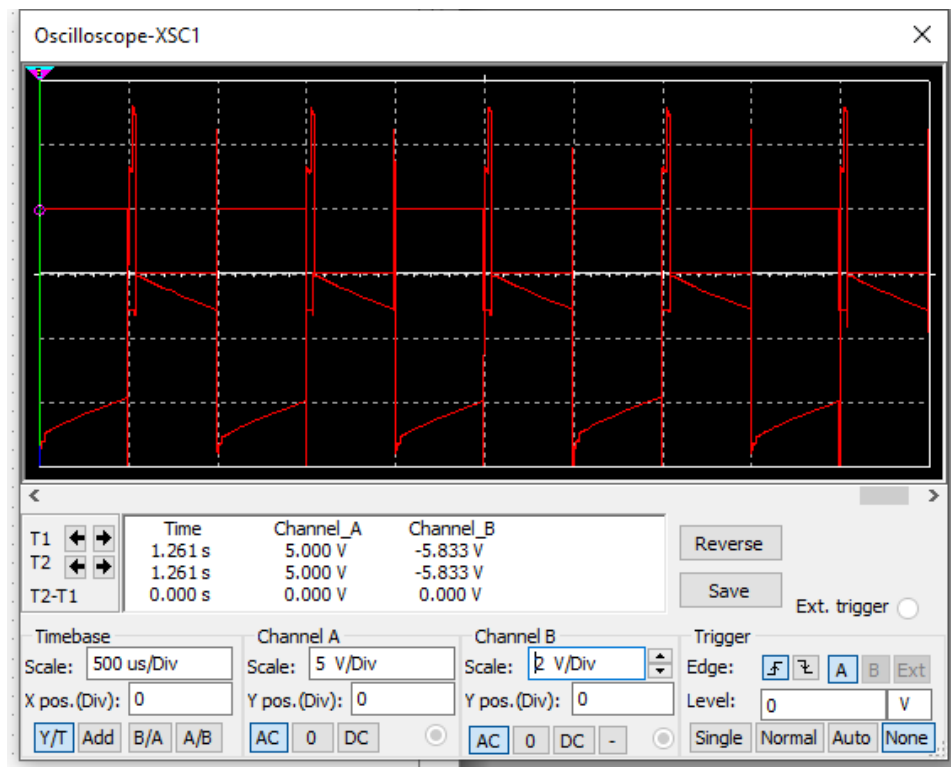 Oscilloscope-XSC1
T1
T2
T2-T1
Time Channel_A Channel_B
1.261 s 5.000 V -5.833 V
1.261 s 5.000 V -5.833 V
0.000 s 0.000 V 0.000 V
Reverse
Save
Ext. trigger
Timebase
Scale: 500 us/Div
X pos.(Div): 0
Y/T Add B/A A/B
Channel A
Scale: 5 V/Div
Y pos.(Div): 0
AC 0 DC
Channel B
Scale: 2 V/Div
Y pos.(Div): 0
AC 0 DC -
Trigger
Edge: A B Ext
Level: 0 V
Single Normal Auto None